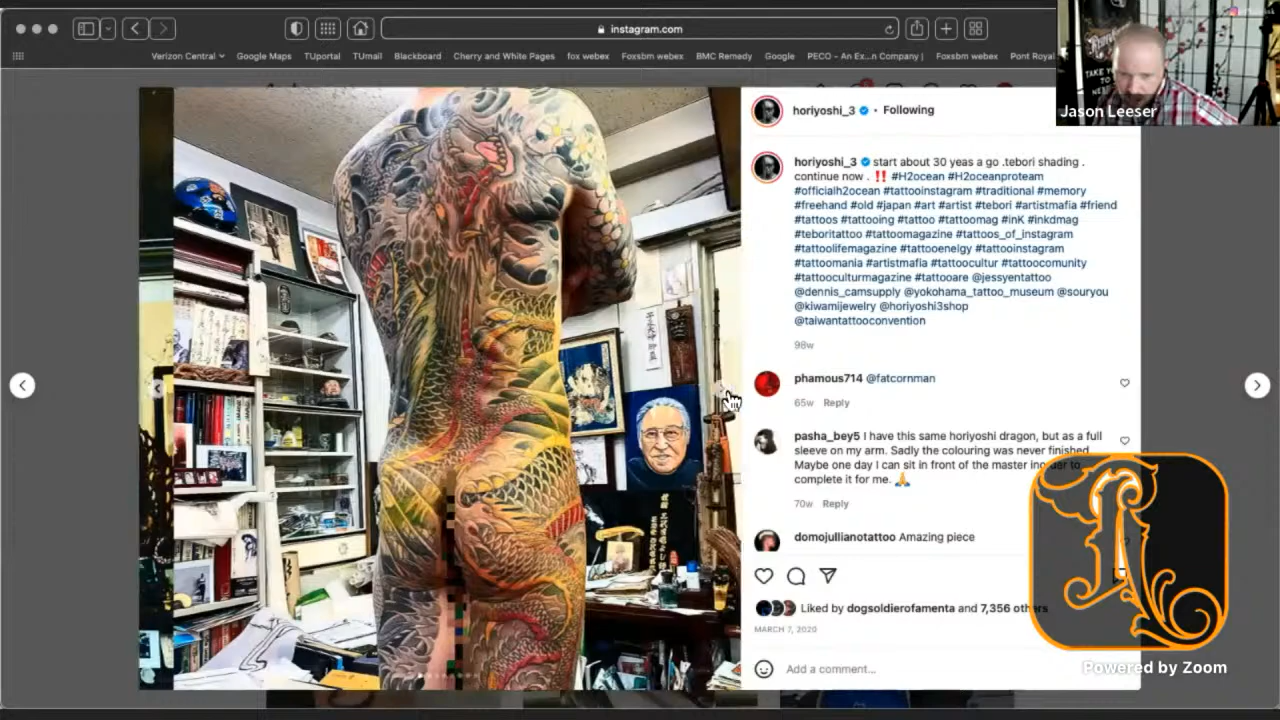 instagram.com
Verizon Central
Google Maps
TUportal
TUmail
Blackboard
Cherry and White Pages
fox webex
Foxsbm webex
BMC Remedy
Google
PECO - An Ex...n Company |
Foxsbm webex
Pont Royal
TAKE YOU
TO
Jason Leeser
horiyoshi_3 • Following
horiyoshi_3 start about 30 yeas a go .tebori shading .
continue now . ‼️ #H2ocean #H2oceanproteam
#officialh2ocean #tattooinstagram #traditional #memory
#freehand #old #japan #art #artist #tebori #artistmafia #friend
#tattoos #tattooing #tattoo #tattoomag #inK #inkdmag
#teboritattoo #tattoomagazine #tattoos_of_instagram
#tattoolifemagazine #tattooenelgy #tattooinstagram
#tattoomania #artistmafia #tattoocultur #tattoocomunity
#tattooculturmagazine #tattooare @jessyentattoo
@dennis_camsupply @yokohama_tattoo_museum @souryou
@kiwamijewelry @horiyoshi3shop
@taiwantattooconvention
98w
phamous714 @fatcornman
65w Reply
pasha_bey5 I have this same horiyoshi dragon, but as a full
sleeve on my arm. Sadly the colouring was never finished.
Maybe one day I can sit in front of the master inorder to
complete it for me. 🙏
70w Reply
domojullianotattoo Amazing piece
Liked by dogsoldierofamenta and 7,356 others
MARCH 7, 2020
Add a comment...
Powered by Zoom